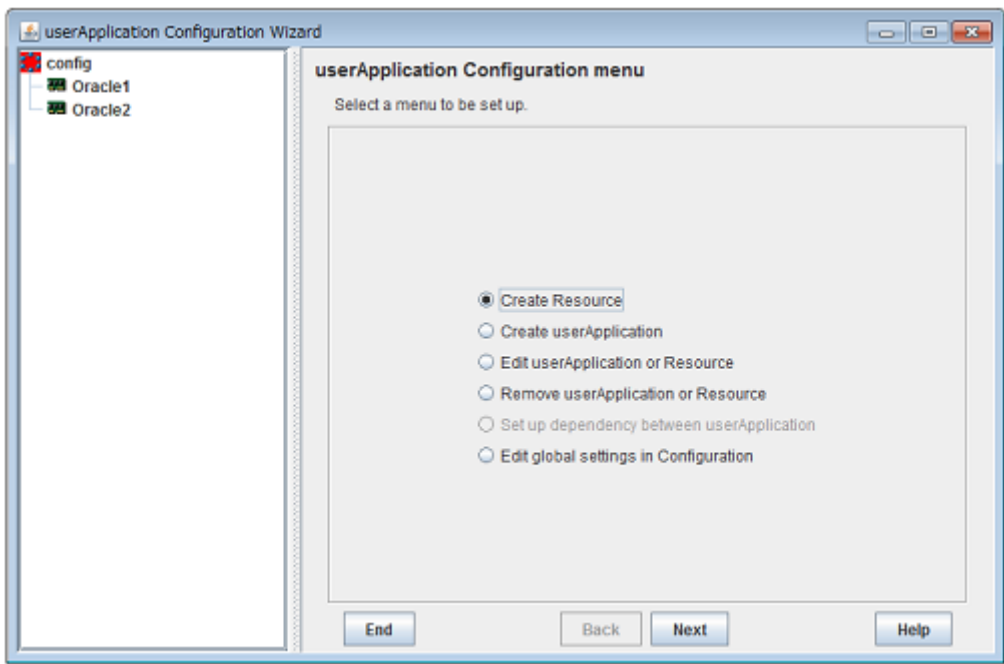 userApplication Configuration Wizard
config
Oracle1
Oracle2
userApplication Configuration menu
Select a menu to be set up.
Create Resource
Create userApplication
Edit userApplication or Resource
Remove userApplication or Resource
Set up dependency between userApplication
Edit global settings in Configuration
End
Back
Next
Help